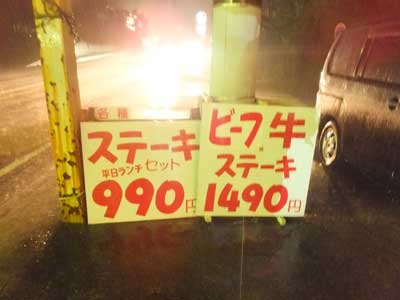 各種
ステーキ
平日ランチセット
990円
ビーフ牛
ステーキ
1490円